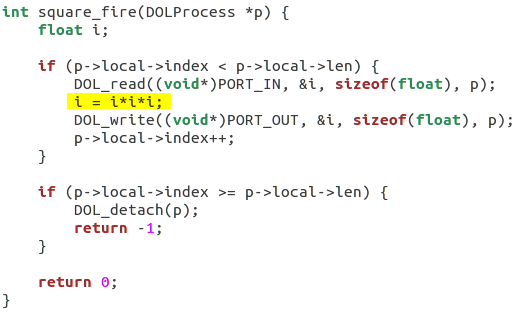 int square_fire(DOLProcess *p) {
    float i;

    if (p->local->index < p->local->len) {
        DOL_read((void*)PORT_IN, &i, sizeof(float), p);
        i = i*i*i;
        DOL_write((void*)PORT_OUT, &i, sizeof(float), p);
        p->local->index++;
    }

    if (p->local->index >= p->local->len) {
        DOL_detach(p);
        return -1;
    }

    return 0;
}